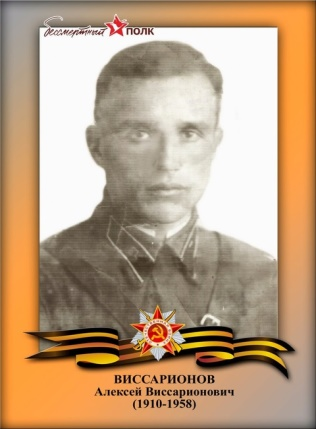 бессмертный ПОЛК
ВИССАРИОНОВ
Алексей Виссарионович
(1910-1958)